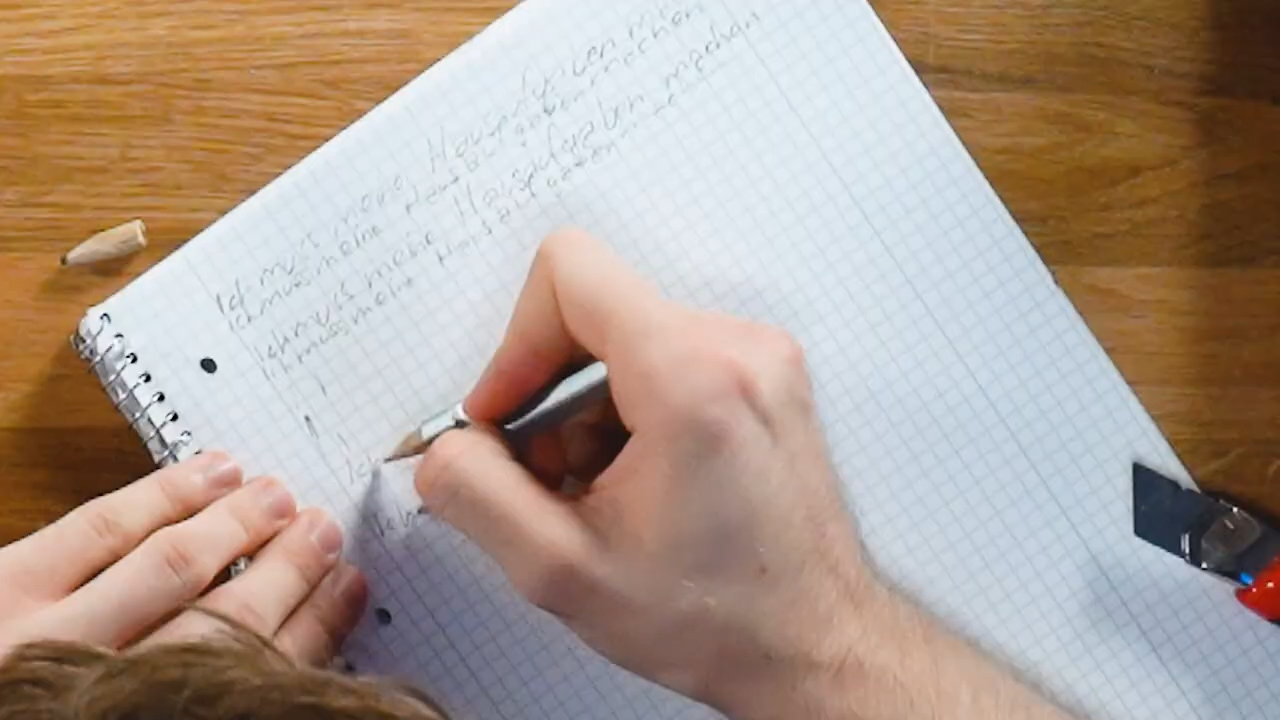 Ich muss meine Hausaufgaben m
Ich muss meine Hausaufgaben machen
Ich muss meine Hausaufgaben machen
Ich muss meine Hausaufgaben
Ich
Ich